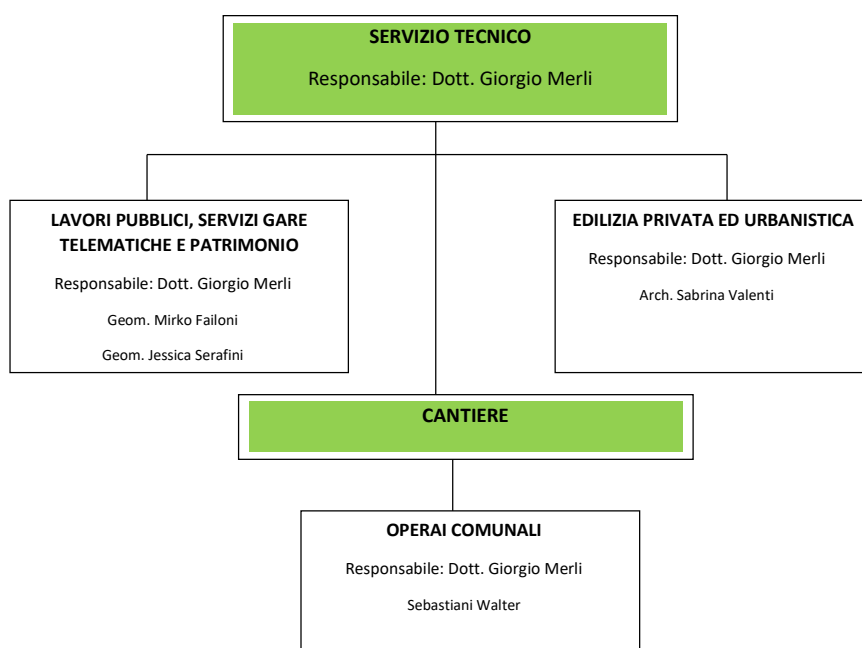 SERVIZIO TECNICO
Responsabile: Dott. Giorgio Merli
LAVORI PUBBLICI, SERVIZI GARE
TELEMATICHE E PATRIMONIO
Responsabile: Dott. Giorgio Merli
Geom. Mirko Failoni
Geom. Jessica Serafini
EDILIZIA PRIVATA ED URBANISTICA
Responsabile: Dott. Giorgio Merli
Arch. Sabrina Valenti
CANTIERE
OPERAI COMUNALI
Responsabile: Dott. Giorgio Merli
Sebastiani Walter